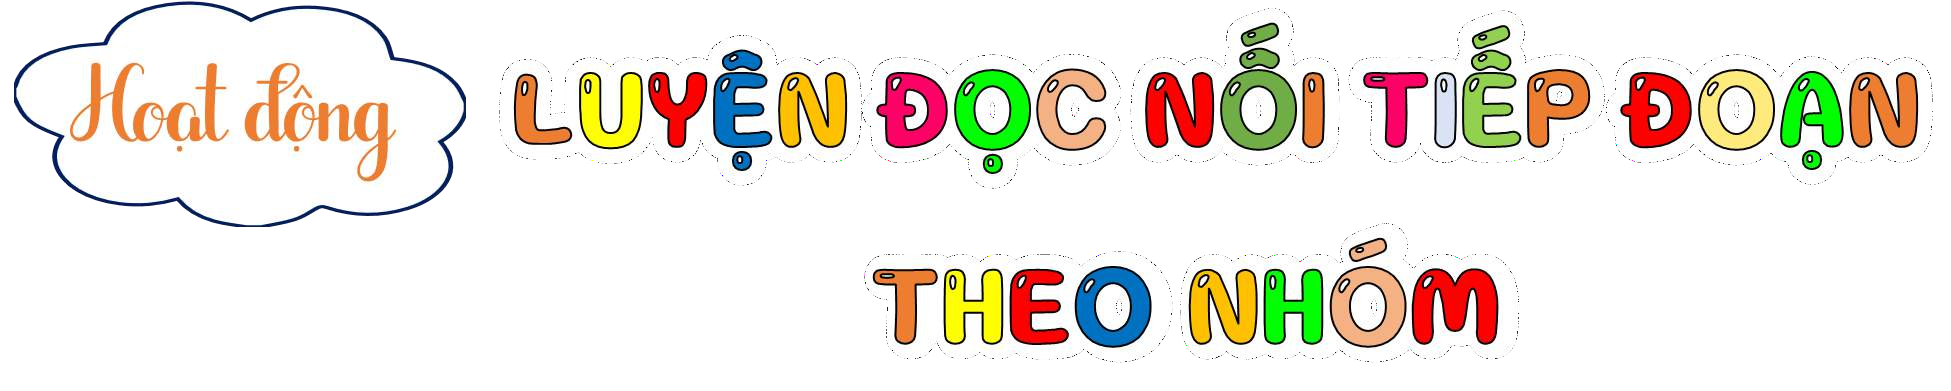 Hoạt động
LUYỆN ĐỌC NỐI TIẾP ĐOẠN
THEO NHÓM